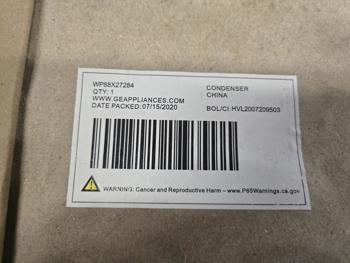 WP88X27284
QTY: 1
WWW.GEAPPLIANCES.COM
DATE PACKED:07/15/2020
CONDENSER
CHINA
BOL/CI:HVL2007209503
WARNING: Cancer and Reproductive Harm – www.P65Warnings.ca.gov